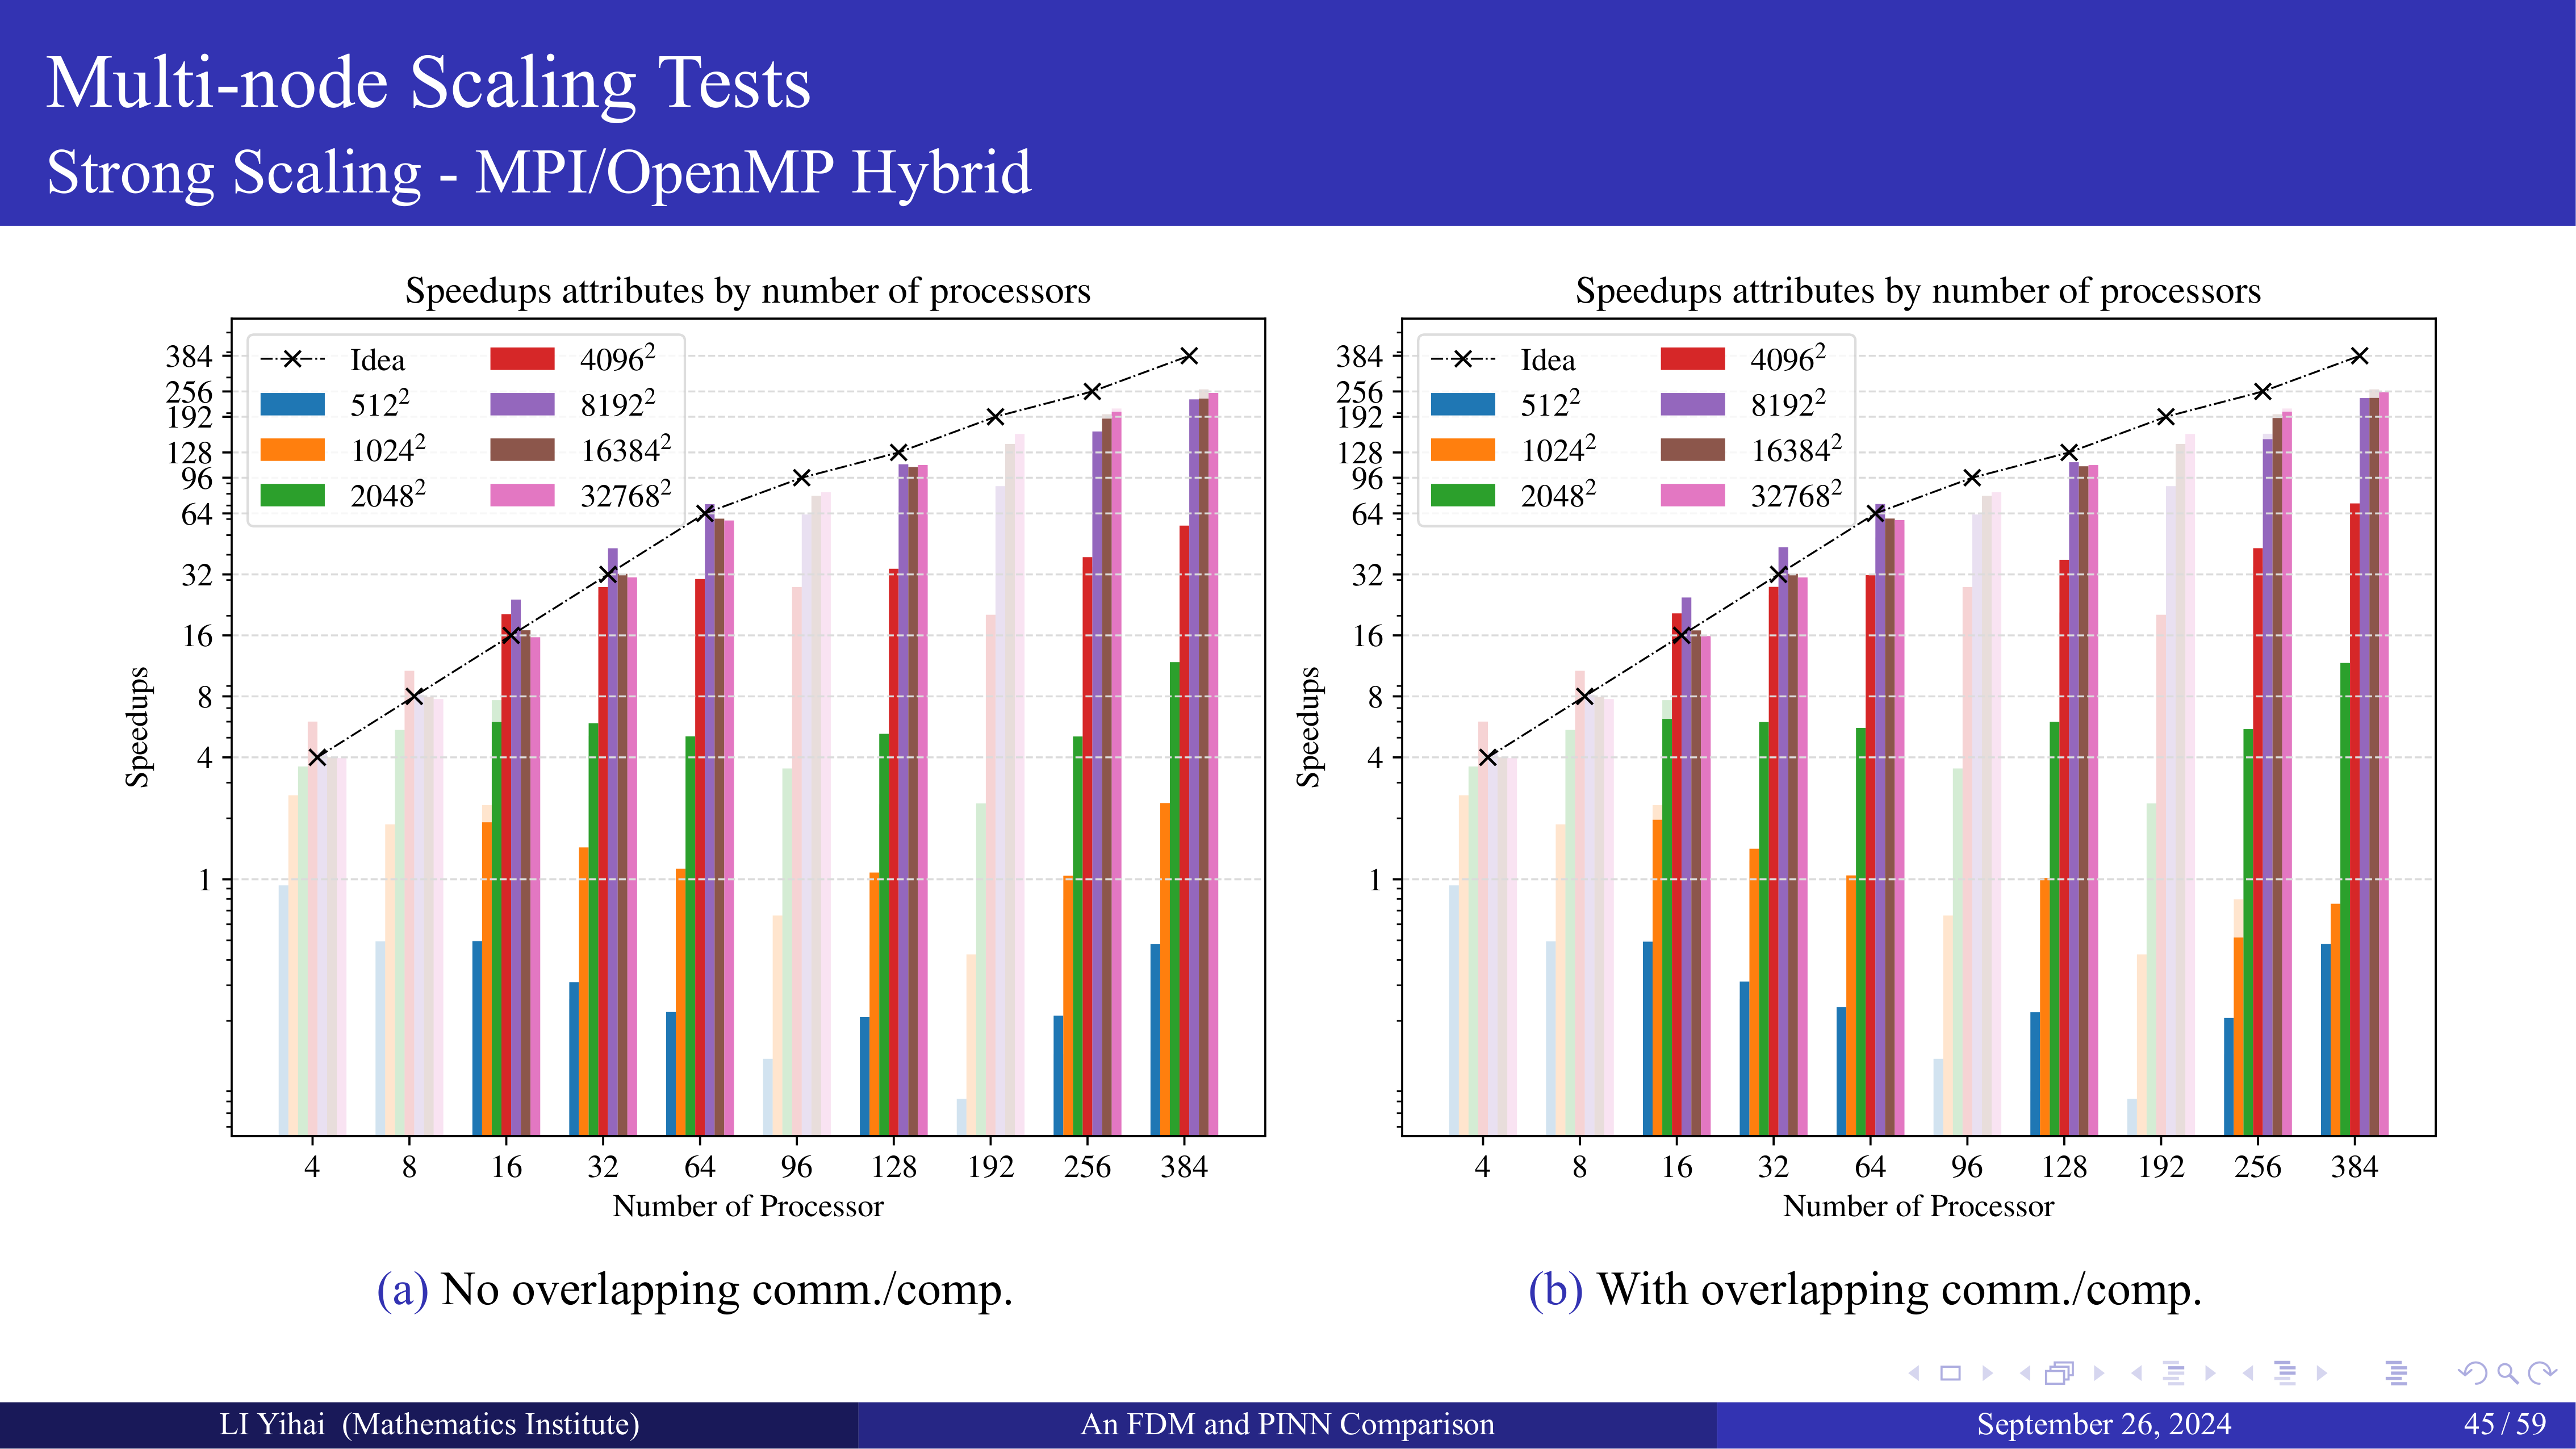 Multi-node Scaling Tests
Strong Scaling - MPI/OpenMP Hybrid
Speedups attributes by number of processors
Idea
512²
1024²
2048²
4096²
8192²
16384²
32768²
384
256
192
128
96
64
32
16
8
4
1
Speedups
4 8 16 32 64 96 128 192 256 384
Number of Processor
(a) No overlapping comm./comp.
Speedups attributes by number of processors
Idea
512²
1024²
2048²
4096²
8192²
16384²
32768²
384
256
192
128
96
64
32
16
8
4
1
Speedups
4 8 16 32 64 96 128 192 256 384
Number of Processor
(b) With overlapping comm./comp.
LI Yihai (Mathematics Institute)
An FDM and PINN Comparison
September 26, 2024
45 / 59